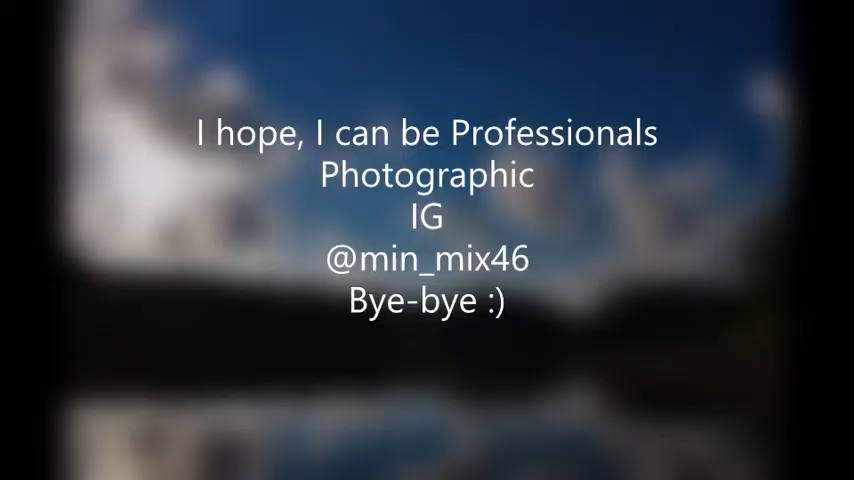 I hope, I can be Professionals
Photographic
IG
@min_mix46
Bye-bye :)